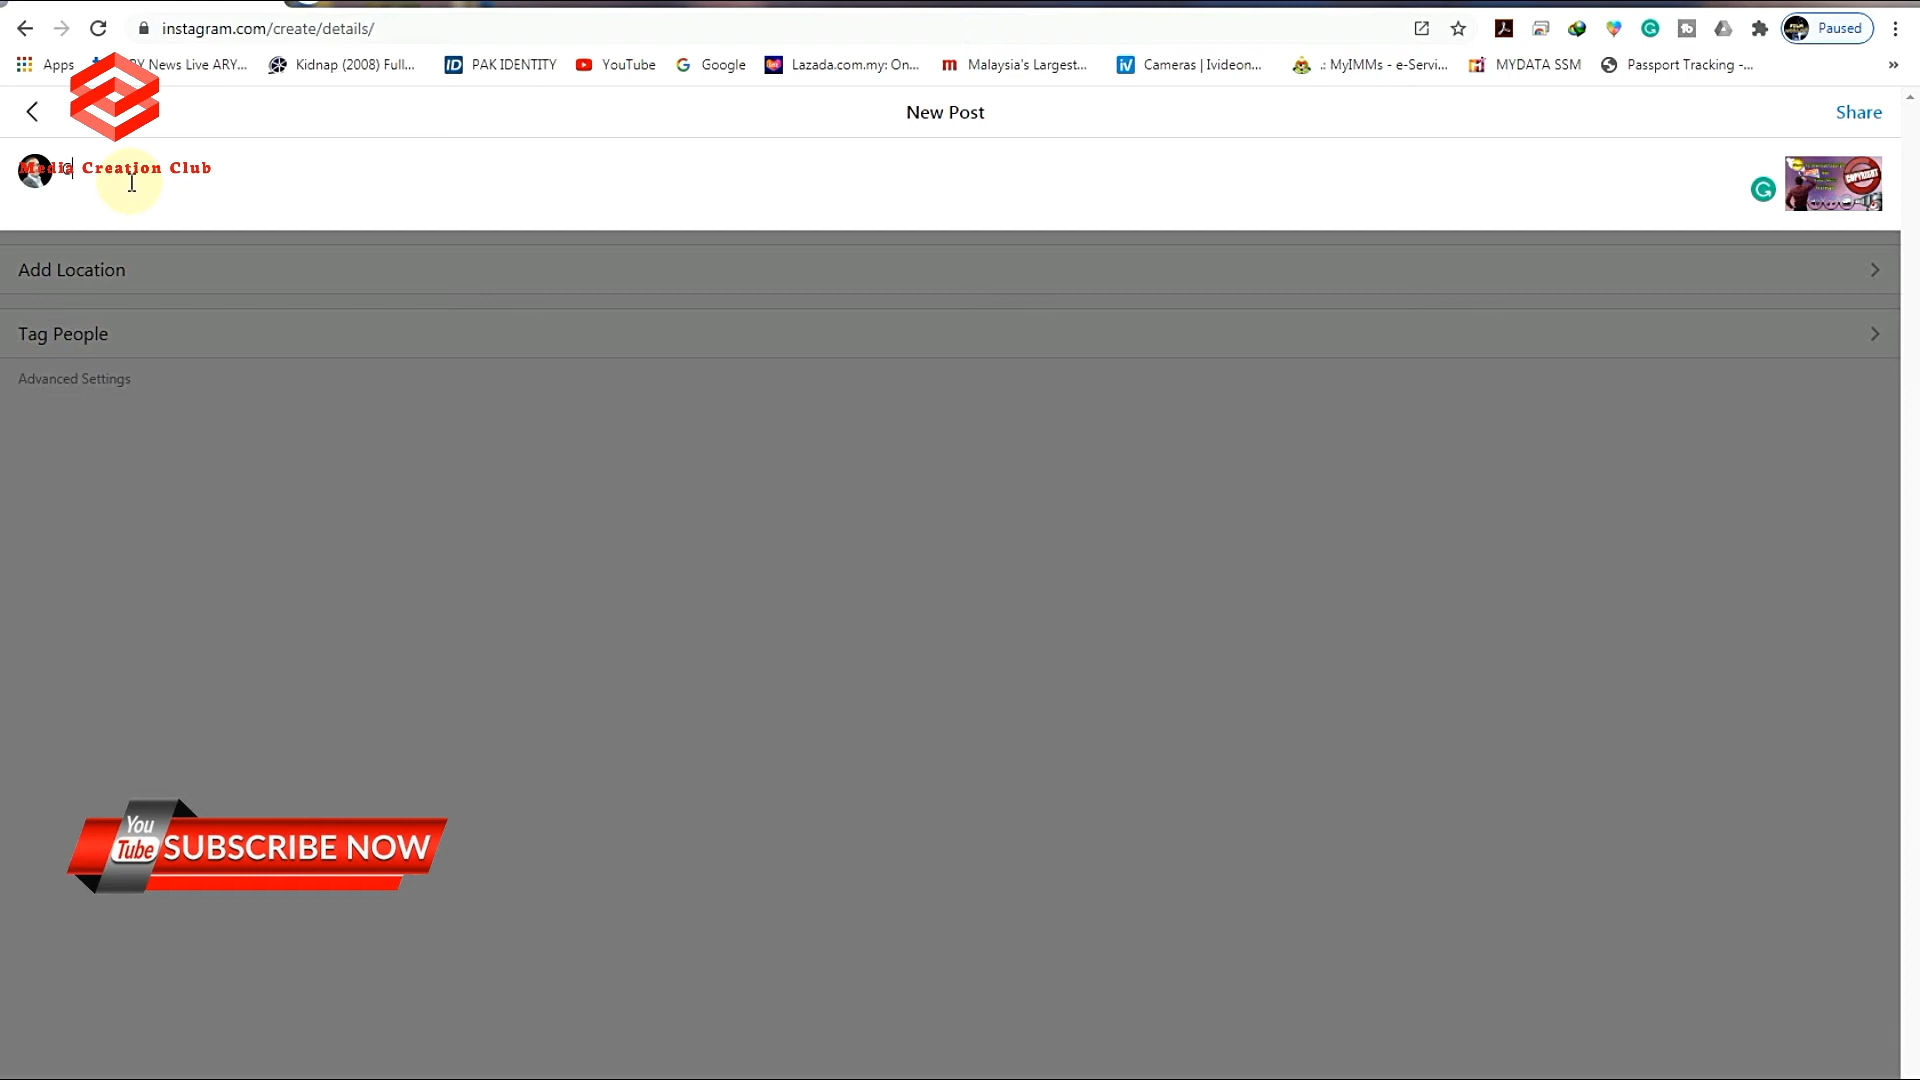 instagram.com/create/details/
Paused
Apps
Y News Live ARY...
Kidnap (2008) Full...
PAK IDENTITY
YouTube
Google
Lazada.com.my: On...
Malaysia's Largest...
Cameras | Ivideon...
.: MyIMMs - e-Servi...
MYDATA SSM
Passport Tracking -...
New Post
Share
Media Creation Club
COPYRIGHT
Add Location
Tag People
Advanced Settings
You
Tube
SUBSCRIBE NOW